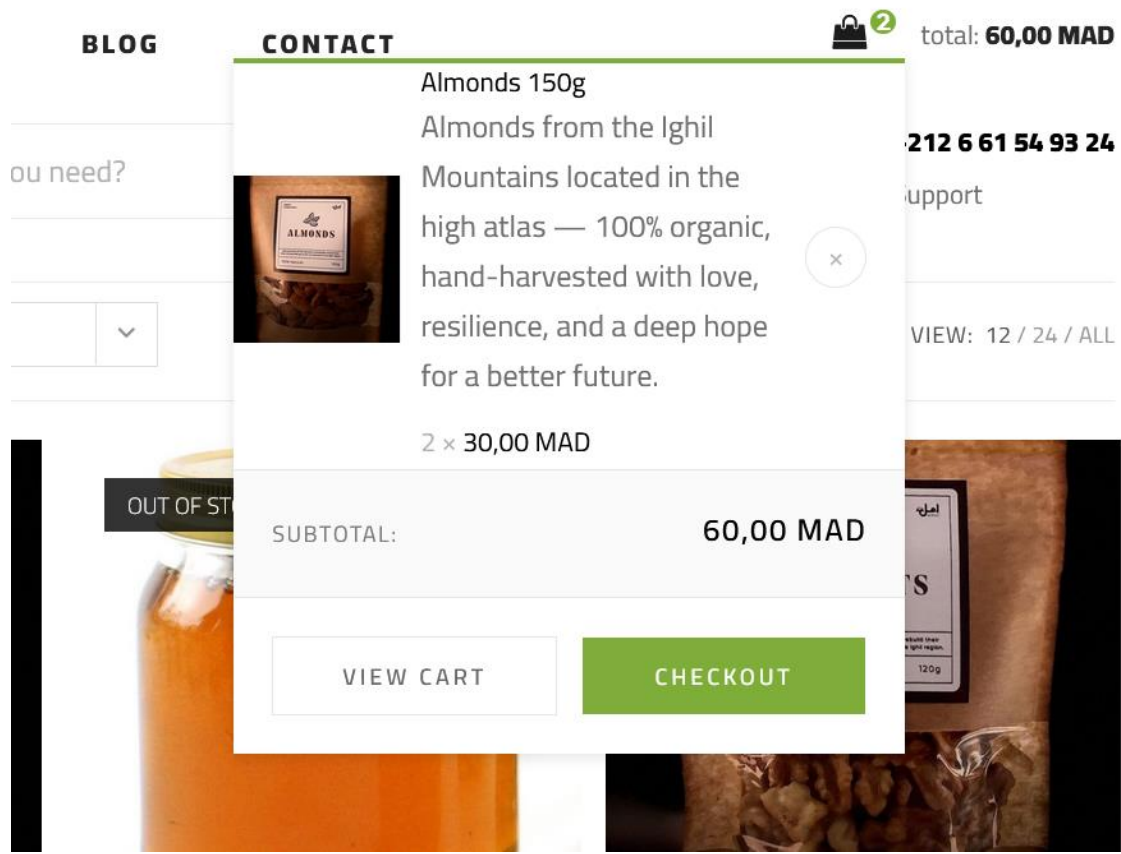 BLOG
CONTACT
2
total: 60,00 MAD
Almonds 150g
Almonds from the Ighil
Mountains located in the
high atlas — 100% organic,
hand-harvested with love,
resilience, and a deep hope
for a better future.
2 × 30,00 MAD
ALMONDS
×
212 6 61 54 93 24
upport
ou need?
VIEW: 12 / 24 / ALL
OUT OF ST
SUBTOTAL:
60,00 MAD
VIEW CART
CHECKOUT
امل
TS
120g